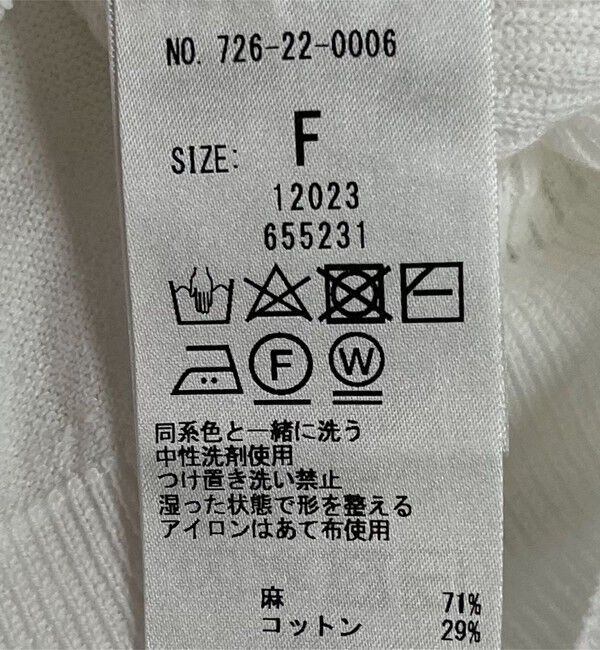 NO. 726-22-0006
SIZE: F
12023
655231
F W
同系色と一緒に洗う
中性洗剤使用
つけ置き洗い禁止
湿った状態で形を整える
アイロンはあて布使用
麻 71%
コットン 29%